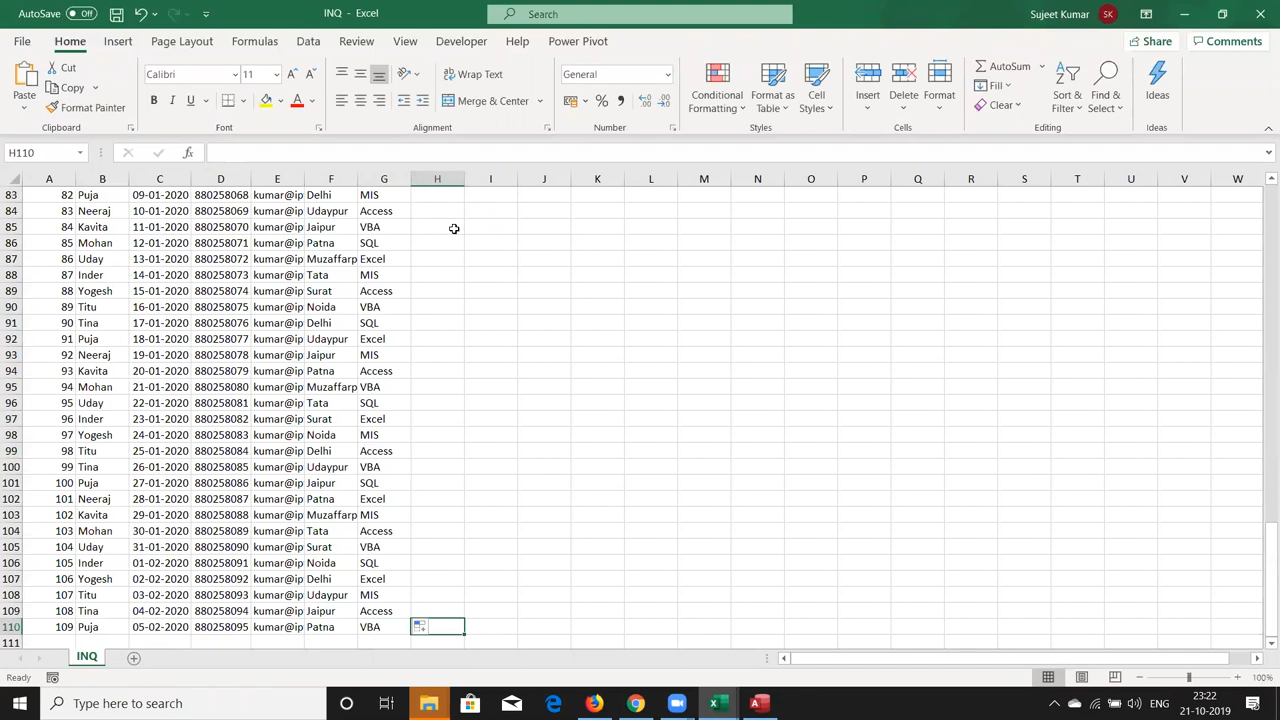 AutoSave Off INQ - Excel Search Sujeet Kumar SK
File Home Insert Page Layout Formulas Data Review View Developer Help Power Pivot Share Comments
Paste Cut Copy Format Painter Calibri 11 Wrap Text Merge & Center General Conditional Formatting Format as Table Cell Styles Insert Delete Format AutoSum Fill Clear Sort & Filter Find & Select Ideas
Clipboard Font Alignment Number Styles Cells Editing Ideas
H110 fx
A B C D E F G H I J K L M N O P Q R S T U V W
83 82 Puja 09-01-2020 880258068 kumar@ip Delhi MIS
84 83 Neeraj 10-01-2020 880258069 kumar@ip Udaypur Access
85 84 Kavita 11-01-2020 880258070 kumar@ip Jaipur VBA
86 85 Mohan 12-01-2020 880258071 kumar@ip Patna SQL
87 86 Uday 13-01-2020 880258072 kumar@ip Muzaffarp Excel
88 87 Inder 14-01-2020 880258073 kumar@ip Tata MIS
89 88 Yogesh 15-01-2020 880258074 kumar@ip Surat Access
90 89 Titu 16-01-2020 880258075 kumar@ip Noida VBA
91 90 Tina 17-01-2020 880258076 kumar@ip Delhi SQL
92 91 Puja 18-01-2020 880258077 kumar@ip Udaypur Excel
93 92 Neeraj 19-01-2020 880258078 kumar@ip Jaipur MIS
94 93 Kavita 20-01-2020 880258079 kumar@ip Patna Access
95 94 Mohan 21-01-2020 880258080 kumar@ip Muzaffarp VBA
96 95 Uday 22-01-2020 880258081 kumar@ip Tata SQL
97 96 Inder 23-01-2020 880258082 kumar@ip Surat Excel
98 97 Yogesh 24-01-2020 880258083 kumar@ip Noida MIS
99 98 Titu 25-01-2020 880258084 kumar@ip Delhi Access
100 99 Tina 26-01-2020 880258085 kumar@ip Udaypur VBA
101 100 Puja 27-01-2020 880258086 kumar@ip Jaipur SQL
102 101 Neeraj 28-01-2020 880258087 kumar@ip Patna Excel
103 102 Kavita 29-01-2020 880258088 kumar@ip Muzaffarp MIS
104 103 Mohan 30-01-2020 880258089 kumar@ip Tata Access
105 104 Uday 31-01-2020 880258090 kumar@ip Surat VBA
106 105 Inder 01-02-2020 880258091 kumar@ip Noida SQL
107 106 Yogesh 02-02-2020 880258092 kumar@ip Delhi Excel
108 107 Titu 03-02-2020 880258093 kumar@ip Udaypur MIS
109 108 Tina 04-02-2020 880258094 kumar@ip Jaipur Access
110 109 Puja 05-02-2020 880258095 kumar@ip Patna VBA
111
INQ
Ready 100%
Type here to search ENG 23:22
21-10-2019